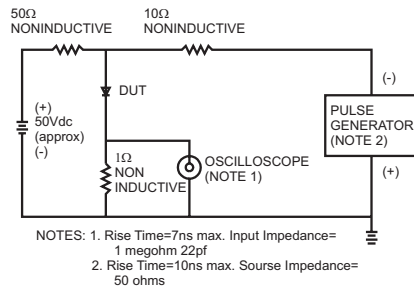 50Ω
NONINDUCTIVE
10Ω
NONINDUCTIVE
(+)
50Vdc
(approx)
(-)
DUT
1Ω
NON
INDUCTIVE
OSCILLOSCOPE
(NOTE 1)
(-)
PULSE
GENERATOR
(NOTE 2)
(+)
NOTES: 1. Rise Time=7ns max. Input Impedance=
1 megohm 22pf
2. Rise Time=10ns max. Sourse Impedance=
50 ohms